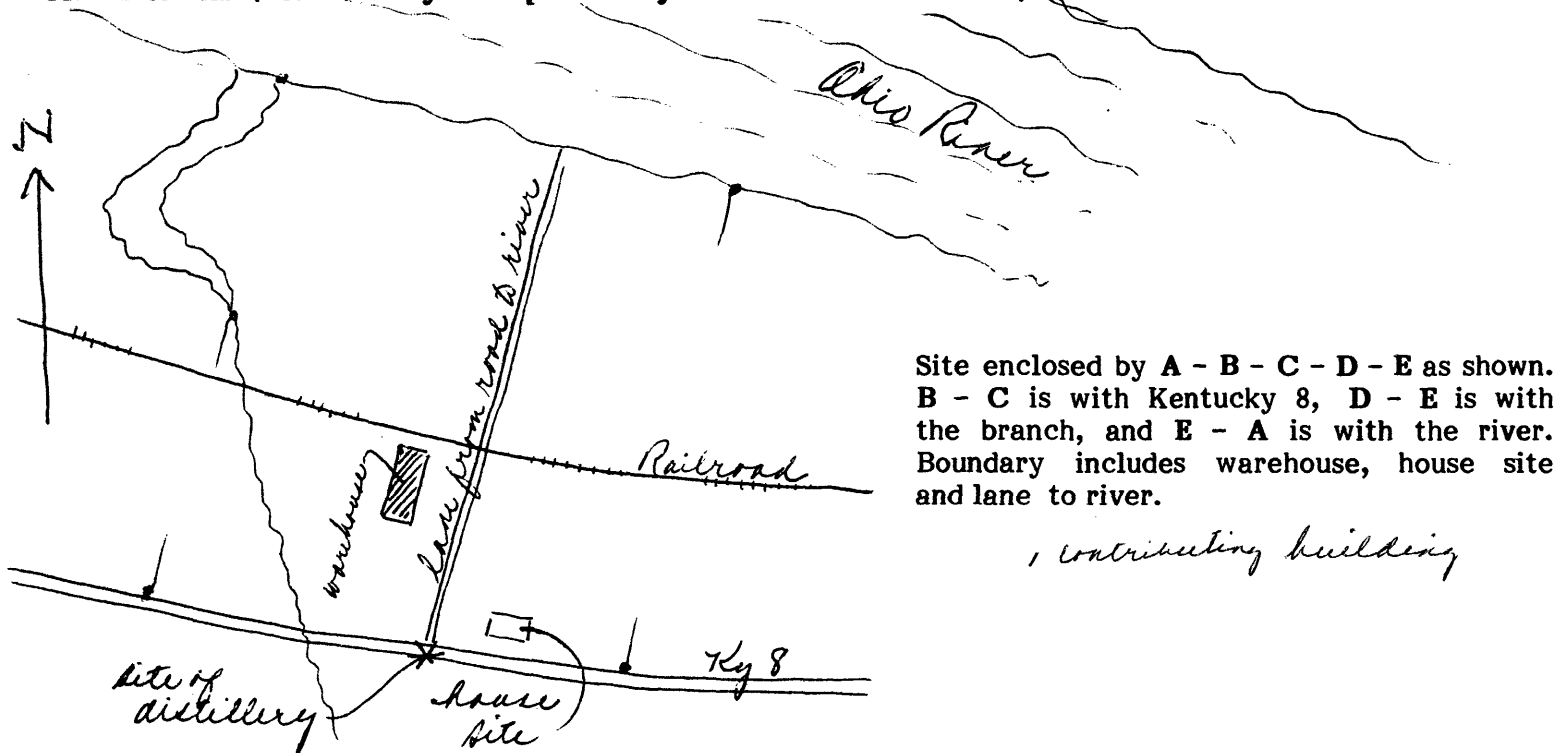 Ohio River
N
lane from road to river
Site enclosed by A - B - C - D - E as shown.
B - C is with Kentucky 8, D - E is with
the branch, and E - A is with the river.
Boundary includes warehouse, house site
and lane to river.
Railroad
warehouse
, contributing building
Ky 8
site of
distillery
house
site